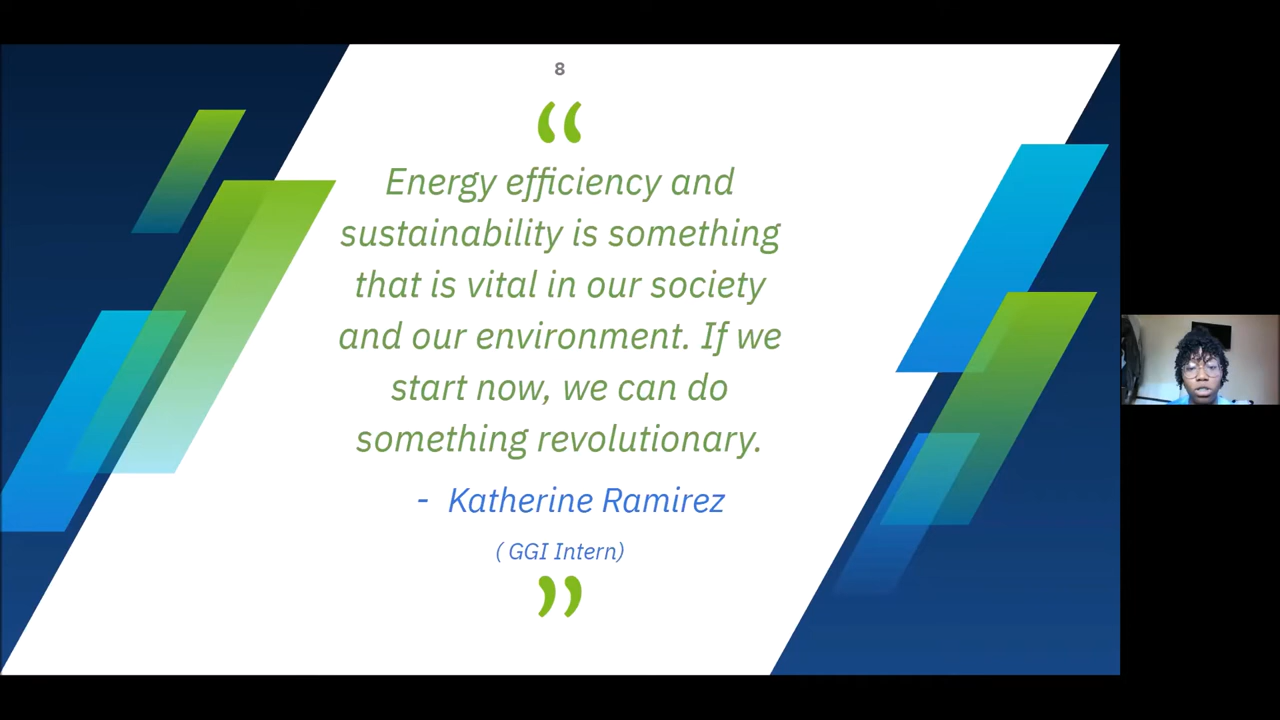 8
“
Energy efficiency and
sustainability is something
that is vital in our society
and our environment. If we
start now, we can do
something revolutionary.
- Katherine Ramirez
( GGI Intern)
”